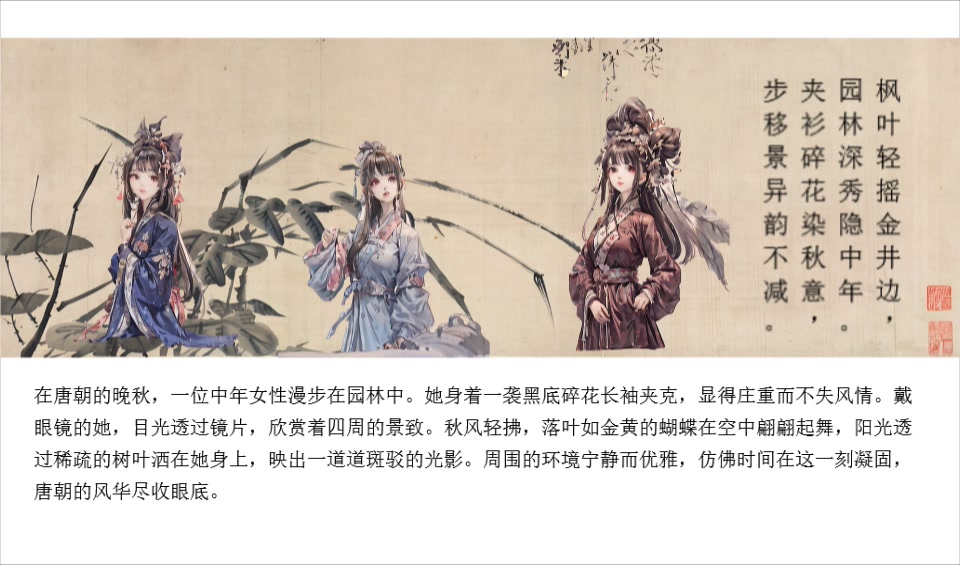 枫叶轻摇金井边，
园林深秀隐中年。
夹衫碎花染秋意，
步移景异韵不减。
在唐朝的晚秋，一位中年女性漫步在园林中。她身着一袭黑底碎花长袖夹克，显得庄重而不失风情。戴
眼镜的她，目光透过镜片，欣赏着四周的景致。秋风轻拂，落叶如金黄的蝴蝶在空中翩翩起舞，阳光透
过稀疏的树叶洒在她身上，映出一道道斑驳的光影。周围的环境宁静而优雅，仿佛时间在这一刻凝固，
唐朝的风华尽收眼底。